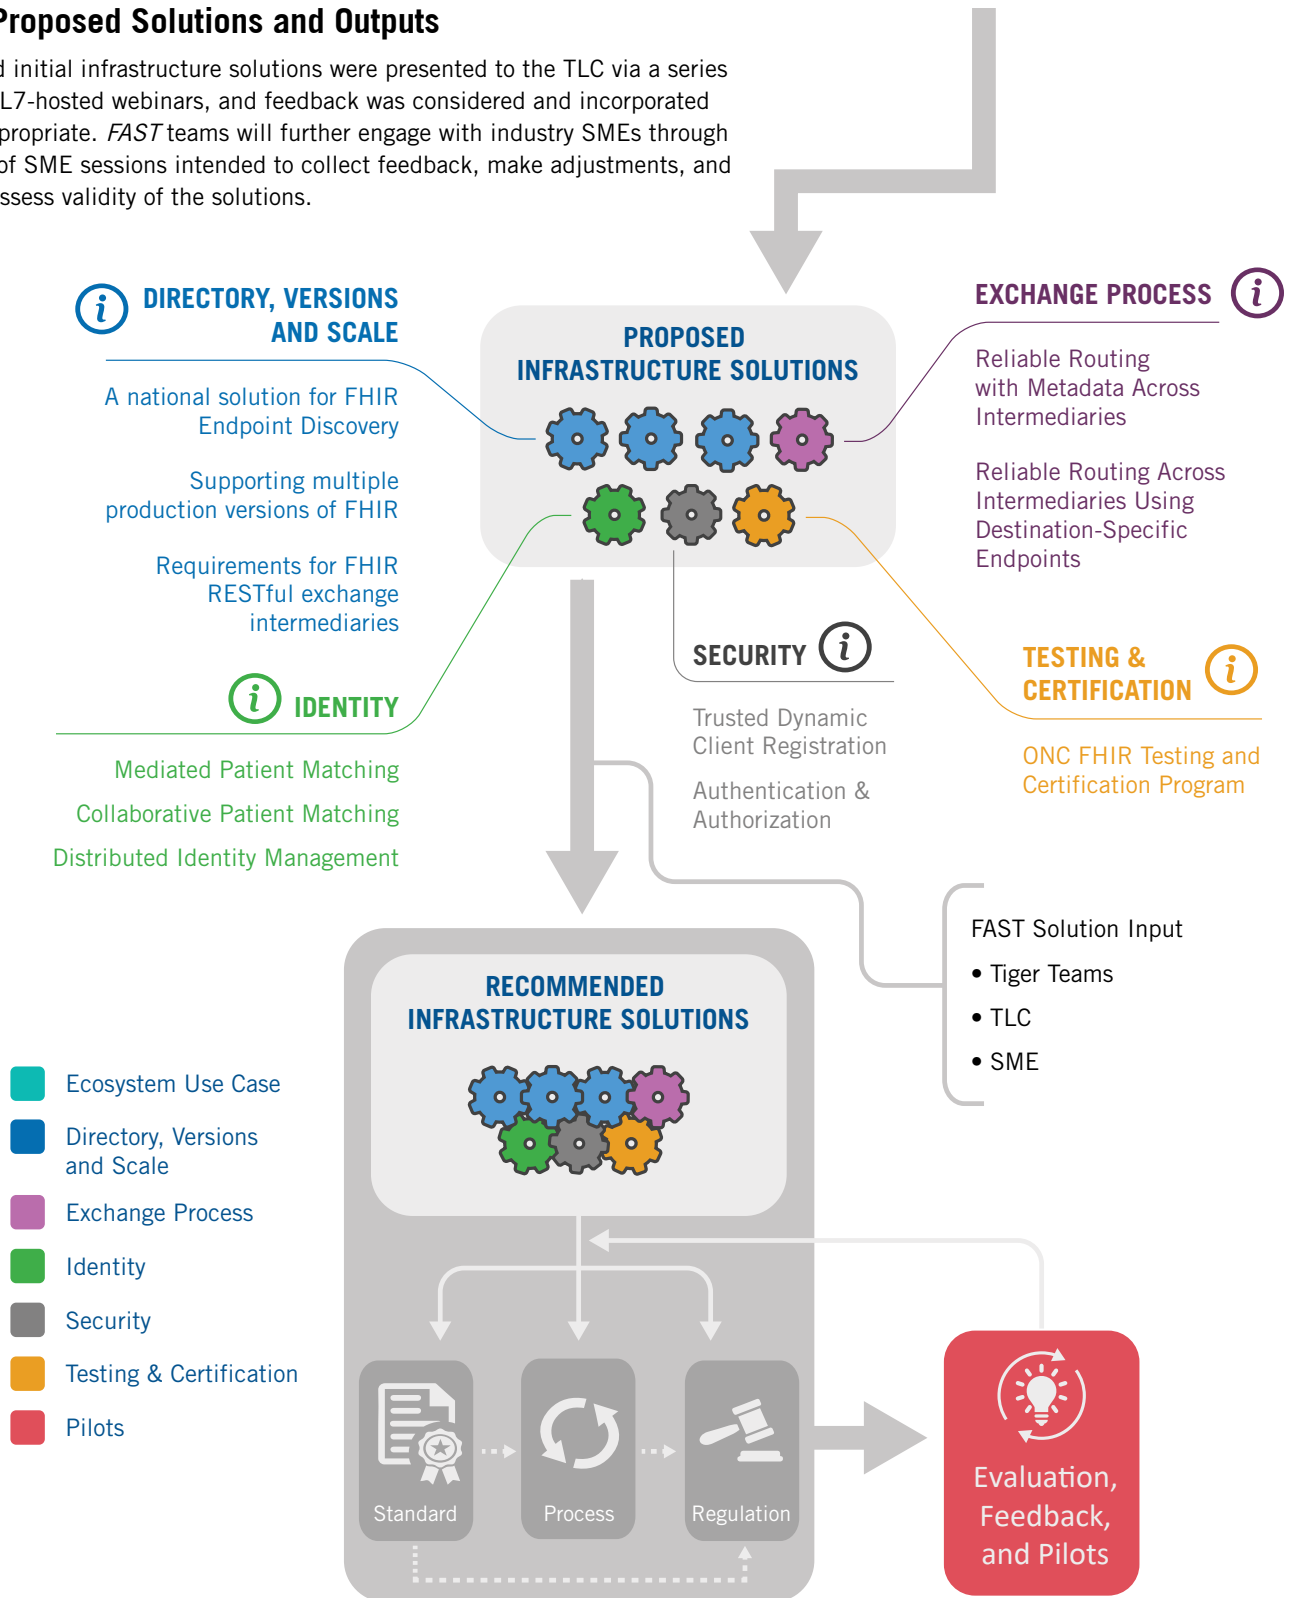 Proposed Solutions and Outputs
initial infrastructure solutions were presented to the TLC via a series
L7-hosted webinars, and feedback was considered and incorporated
propriate. FAST teams will further engage with industry SMEs through
of SME sessions intended to collect feedback, make adjustments, and
ssess validity of the solutions.
i DIRECTORY, VERSIONS
AND SCALE
A national solution for FHIR
Endpoint Discovery
Supporting multiple
production versions of FHIR
Requirements for FHIR
RESTful exchange
intermediaries
PROPOSED
INFRASTRUCTURE SOLUTIONS
EXCHANGE PROCESS i
Reliable Routing
with Metadata Across
Intermediaries
Reliable Routing Across
Intermediaries Using
Destination-Specific
Endpoints
i IDENTITY
Mediated Patient Matching
Collaborative Patient Matching
Distributed Identity Management
SECURITY i
Trusted Dynamic
Client Registration
Authentication &
Authorization
TESTING &
CERTIFICATION i
ONC FHIR Testing and
Certification Program
FAST Solution Input
• Tiger Teams
• TLC
• SME
RECOMMENDED
INFRASTRUCTURE SOLUTIONS
Ecosystem Use Case
Directory, Versions
and Scale
Exchange Process
Identity
Security
Testing & Certification
Pilots
Standard
Process
Regulation
Evaluation,
Feedback,
and Pilots